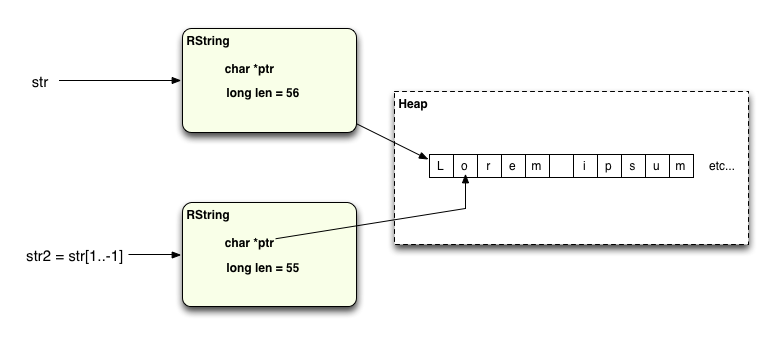 RString
char *ptr
long len = 56
str
Heap
L o r e m i p s u m etc...
RString
char *ptr
long len = 55
str2 = str[1..-1]